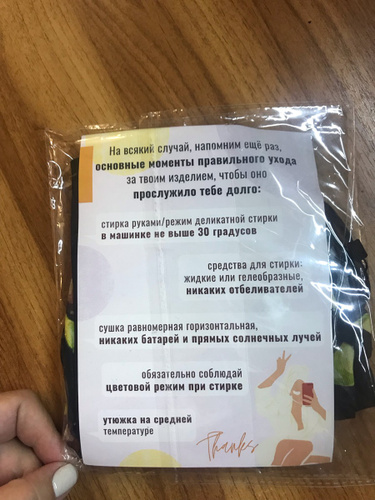 На всякий случай, напомним ещё раз,
основные моменты правильного ухода
за твоим изделием, чтобы оно
прослужило тебе долго:
стирка руками/режим деликатной стирки
в машинке не выше 30 градусов
средства для стирки:
жидкие или гелеобразные,
никаких отбеливателей
сушка равномерная горизонтальная,
никаких батарей и прямых солнечных лучей
обязательно соблюдай
цветовой режим при стирке
утюжка на средней
температуре
Thanks